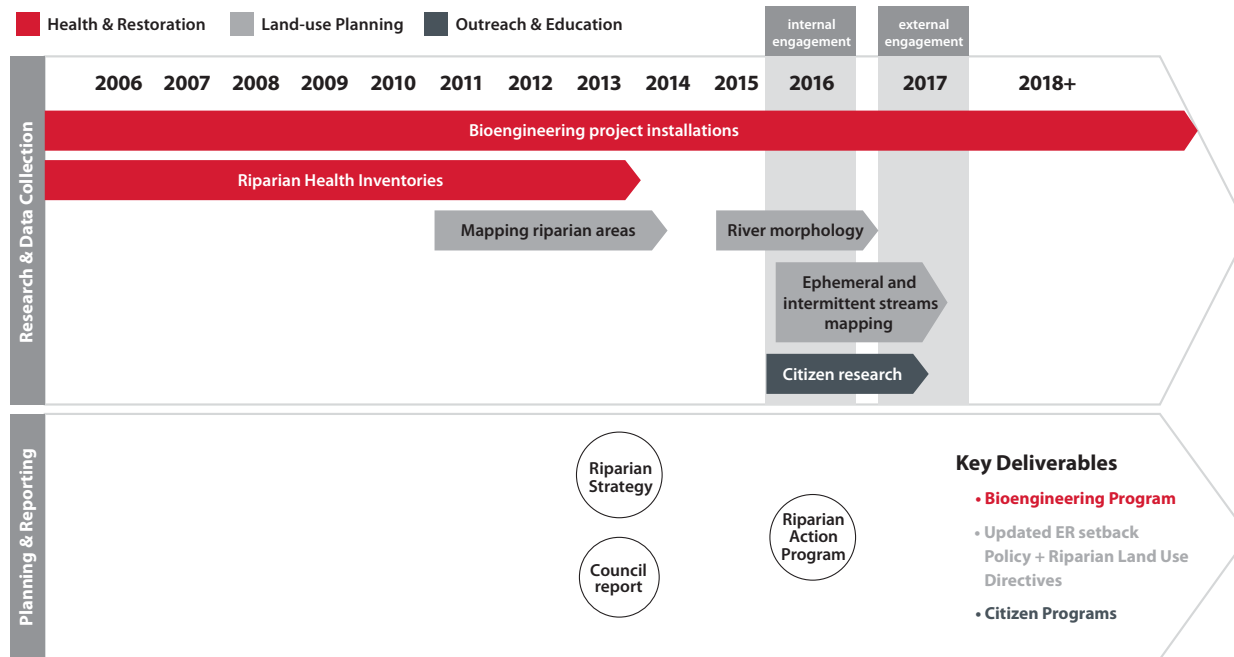 Health & Restoration
Land-use Planning
Outreach & Education
internal
engagement
external
engagement
Research & Data Collection
2006 2007 2008 2009 2010 2011 2012 2013 2014 2015 2016 2017 2018+
Bioengineering project installations
Riparian Health Inventories
Mapping riparian areas
River morphology
Ephemeral and
intermittent streams
mapping
Citizen research
Planning & Reporting
Riparian
Strategy
Council
report
Riparian
Action
Program
Key Deliverables
• Bioengineering Program
• Updated ER setback
Policy + Riparian Land Use
Directives
• Citizen Programs